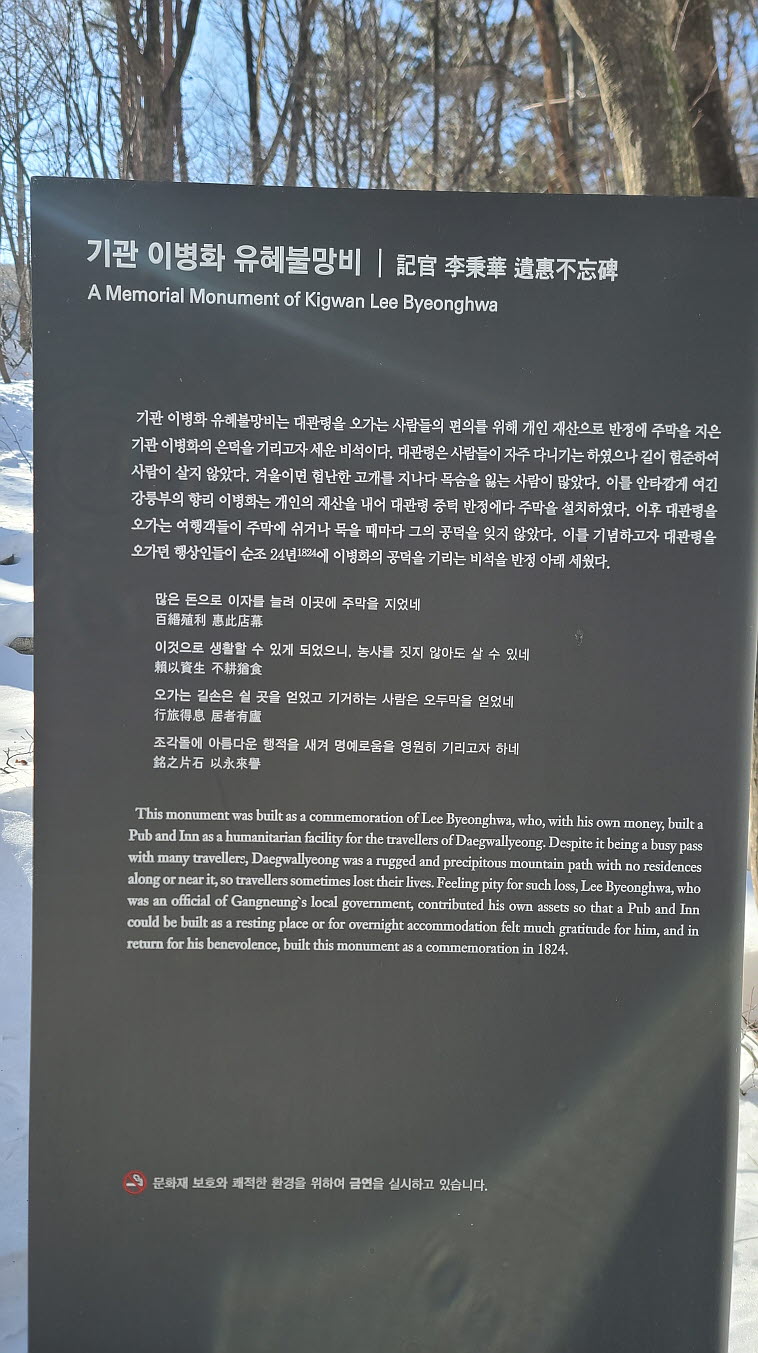 기관 이병화 유혜불망비 | 記官 李秉華 遺惠不忘碑
A Memorial Monument of Kigwan Lee Byeonghwa
기관 이병화 유혜불망비는 대관령을 오가는 사람들의 편의를 위해 개인 재산으로 반정에 주막을 지은
기관 이병화의 은덕을 기리고자 세운 비석이다. 대관령은 사람들이 자주 다니기는 하였으나 길이 험준하여
사람이 살지 않았다. 겨울이면 험난한 고개를 지나다 목숨을 잃는 사람이 많았다. 이를 안타깝게 여긴
강릉부의 향리 이병화는 개인의 재산을 내어 대관령 중턱 반정에다 주막을 설치하였다. 이후 대관령을
오가는 여행객들이 주막에 쉬거나 묵을 때마다 그의 공덕을 잊지 않았다. 이를 기념하고자 대관령을
오가던 행상인들이 순조 24년1824에 이병화의 공덕을 기리는 비석을 반정 아래 세웠다.
많은 돈으로 이자를 늘려 이곳에 주막을 지었네
百緡殖利 惠此店幕
이것으로 생활할 수 있게 되었으니, 농사를 짓지 않아도 살 수 있네
賴以資生 不耕猶食
오가는 길손은 쉴 곳을 얻었고 기거하는 사람은 오두막을 얻었네
行旅得息 居者有廬
조각돌에 아름다운 행적을 새겨 명예로움을 영원히 기리고자 하네
銘之片石 以永來譽
This monument was built as a commemoration of Lee Byeonghwa, who, with his own money, built a
Pub and Inn as a humanitarian facility for the travellers of Daegwallyeong. Despite it being a busy pass
with many travellers, Daegwallyeong was a rugged and precipitous mountain path with no residences
along or near it, so travellers sometimes lost their lives. Feeling pity for such loss, Lee Byeonghwa, who
was an official of Gangneung`s local government, contributed his own assets so that a Pub and Inn
could be built as a resting place or for overnight accommodation felt much gratitude for him, and in
return for his benevolence, built this monument as a commemoration in 1824.
문화재 보호와 쾌적한 환경을 위하여 금연을 실시하고 있습니다.